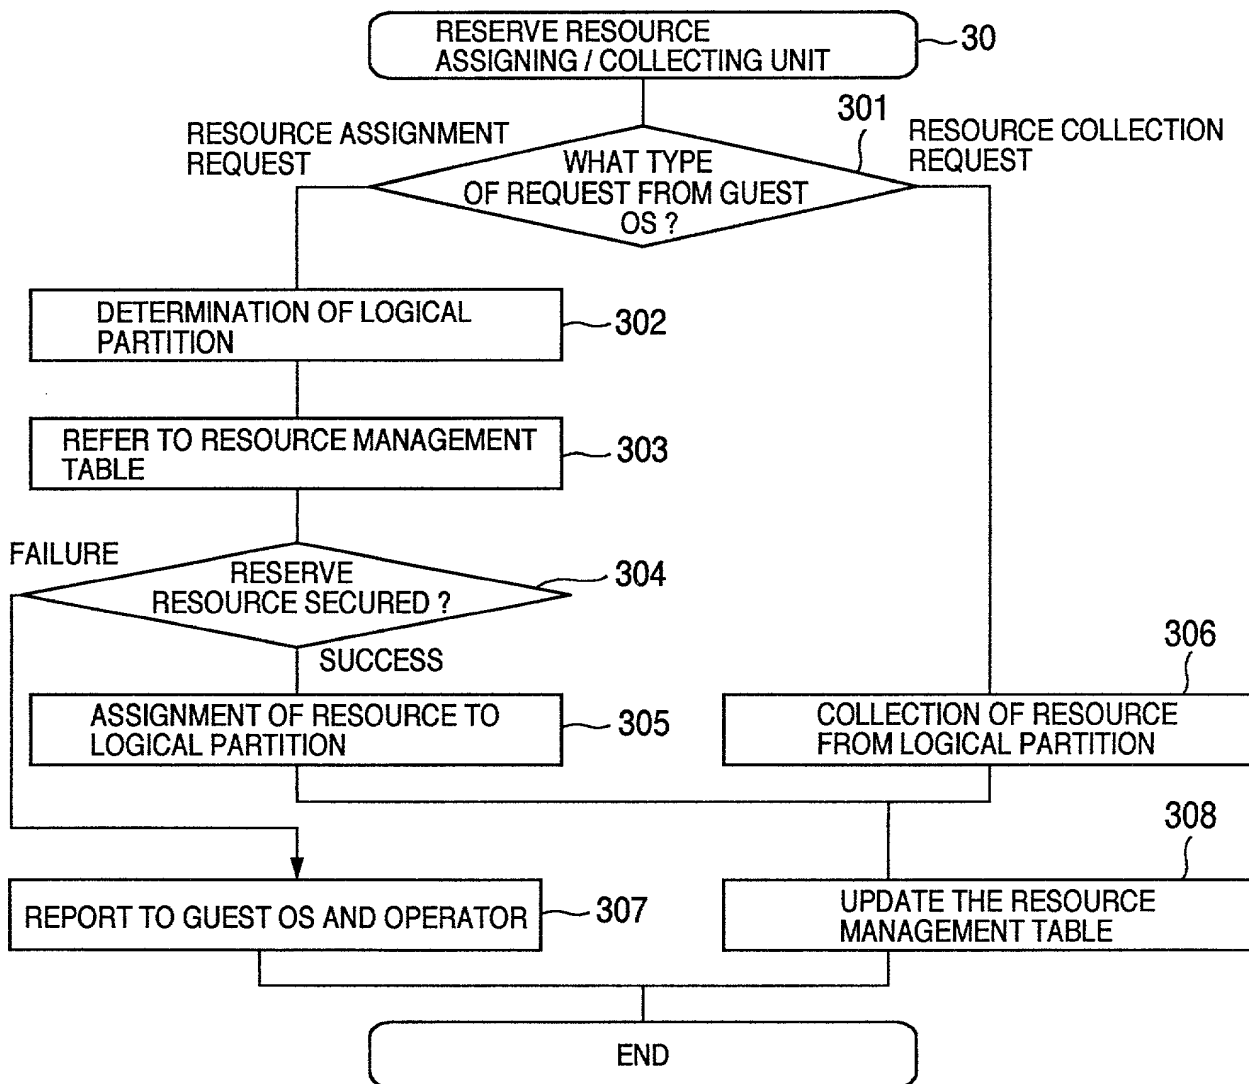 RESERVE RESOURCE
ASSIGNING / COLLECTING UNIT
30
301
RESOURCE ASSIGNMENT
REQUEST
RESOURCE COLLECTION
REQUEST
WHAT TYPE
OF REQUEST FROM GUEST
OS ?
DETERMINATION OF LOGICAL
PARTITION
302
REFER TO RESOURCE MANAGEMENT
TABLE
303
FAILURE
RESERVE
RESOURCE SECURED ?
304
SUCCESS
306
ASSIGNMENT OF RESOURCE TO
LOGICAL PARTITION
305
COLLECTION OF RESOURCE
FROM LOGICAL PARTITION
308
REPORT TO GUEST OS AND OPERATOR
307
UPDATE THE RESOURCE
MANAGEMENT TABLE
END